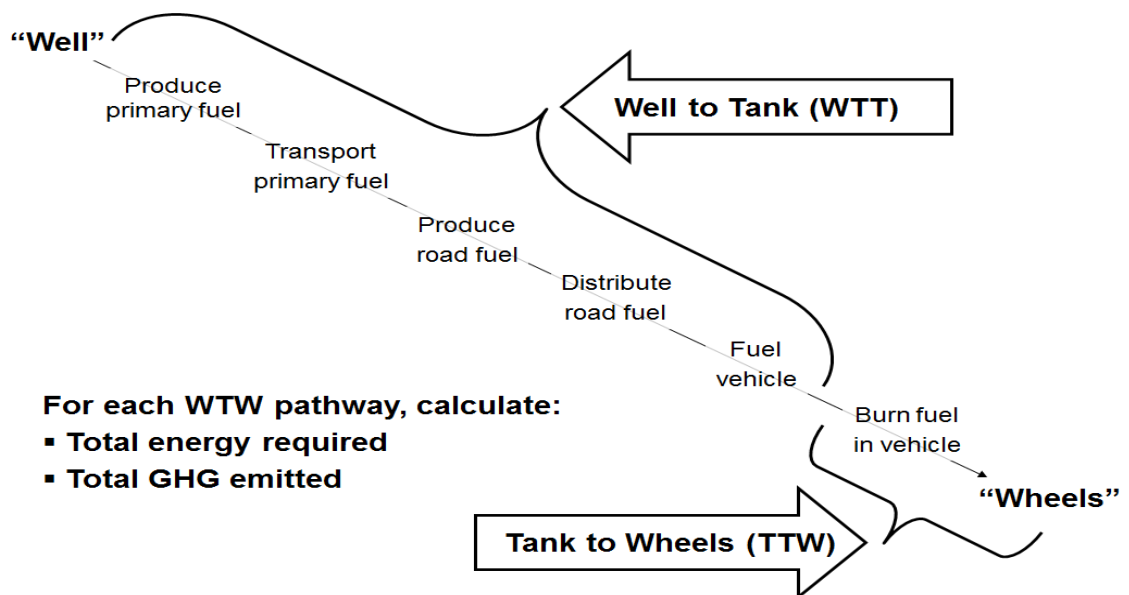 “Well”
Produce
primary fuel
Well to Tank (WTT)
Transport
primary fuel
Produce
road fuel
Distribute
road fuel
Fuel
vehicle
For each WTW pathway, calculate:
▪ Total energy required
▪ Total GHG emitted
Burn fuel
in vehicle
“Wheels”
Tank to Wheels (TTW)